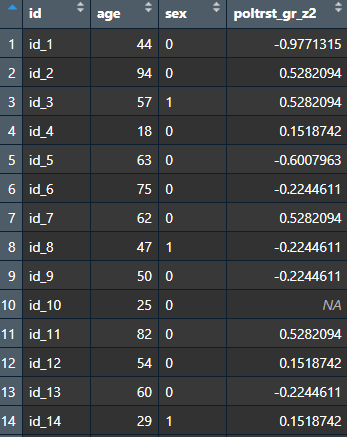 id age sex poltrst_gr_z2
1 id_1 44 0 -0.9771315
2 id_2 94 0 0.5282094
3 id_3 57 1 0.5282094
4 id_4 18 0 0.1518742
5 id_5 63 0 -0.6007963
6 id_6 75 0 -0.2244611
7 id_7 62 0 0.5282094
8 id_8 47 1 -0.2244611
9 id_9 50 0 -0.2244611
10 id_10 25 0 NA
11 id_11 82 0 0.5282094
12 id_12 54 0 0.1518742
13 id_13 60 0 -0.2244611
14 id_14 29 1 0.1518742